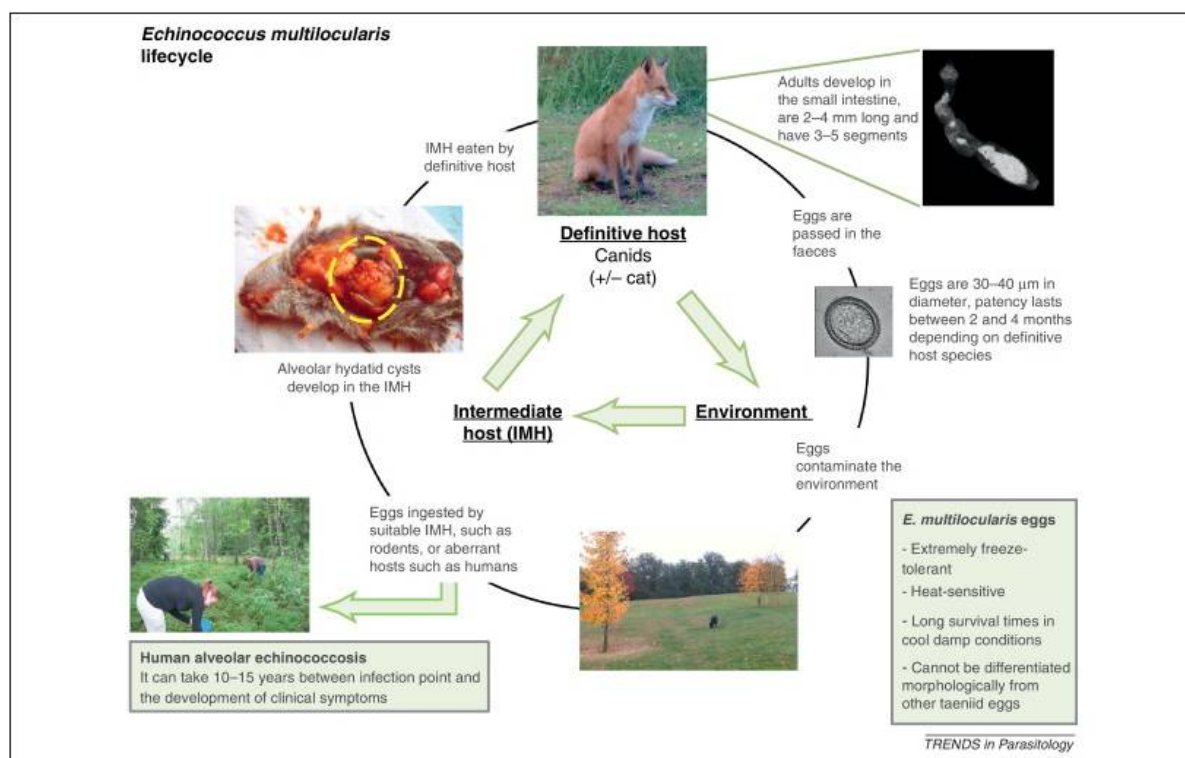 Echinococcus multilocularis
lifecycle
Adults develop in
the small intestine,
are 2–4 mm long and
have 3–5 segments
IMH eaten by
definitive host
Eggs are
passed in the
faeces
Definitive host
Canids
(+/– cat)
Eggs are 30–40 μm in
diameter, patency lasts
between 2 and 4 months
depending on definitive
host species
Alveolar hydatid cysts
develop in the IMH
Intermediate
host (IMH)
Environment
Eggs
contaminate the
environment
Eggs ingested by
suitable IMH, such as
rodents, or aberrant
hosts such as humans
E. multilocularis eggs
- Extremely freeze-
tolerant
- Heat-sensitive
- Long survival times in
cool damp conditions
- Cannot be differentiated
morphologically from
other taeniid eggs
Human alveolar echinococcosis
It can take 10–15 years between infection point and
the development of clinical symptoms
TRENDS in Parasitology